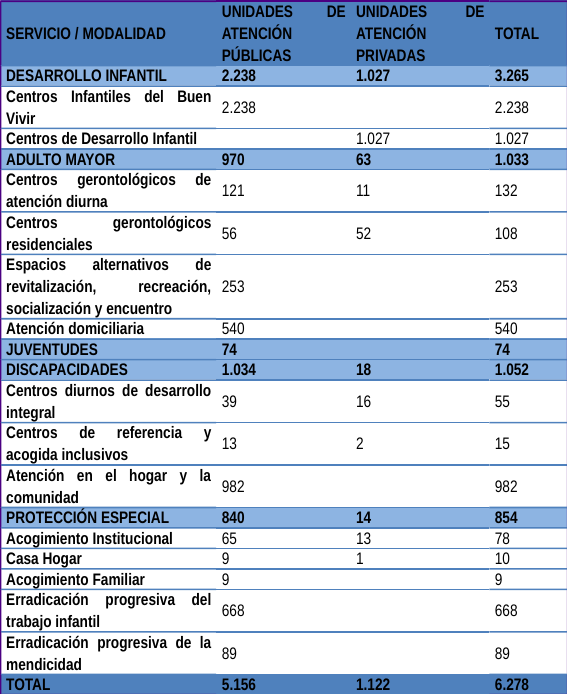 SERVICIO / MODALIDAD UNIDADES DE ATENCIÓN PÚBLICAS UNIDADES DE ATENCIÓN PRIVADAS TOTAL
DESARROLLO INFANTIL 2.238 1.027 3.265
Centros Infantiles del Buen
Vivir 2.238 2.238
Centros de Desarrollo Infantil 1.027 1.027
ADULTO MAYOR 970 63 1.033
Centros gerontológicos de
atención diurna 121 11 132
Centros gerontológicos
residenciales 56 52 108
Espacios alternativos de
revitalización, recreación,
socialización y encuentro 253 253
Atención domiciliaria 540 540
JUVENTUDES 74 74
DISCAPACIDADES 1.034 18 1.052
Centros diurnos de desarrollo
integral 39 16 55
Centros de referencia y
acogida inclusivos 13 2 15
Atención en el hogar y la
comunidad 982 982
PROTECCIÓN ESPECIAL 840 14 854
Acogimiento Institucional 65 13 78
Casa Hogar 9 1 10
Acogimiento Familiar 9 9
Erradicación progresiva del
trabajo infantil 668 668
Erradicación progresiva de la
mendicidad 89 89
TOTAL 5.156 1.122 6.278